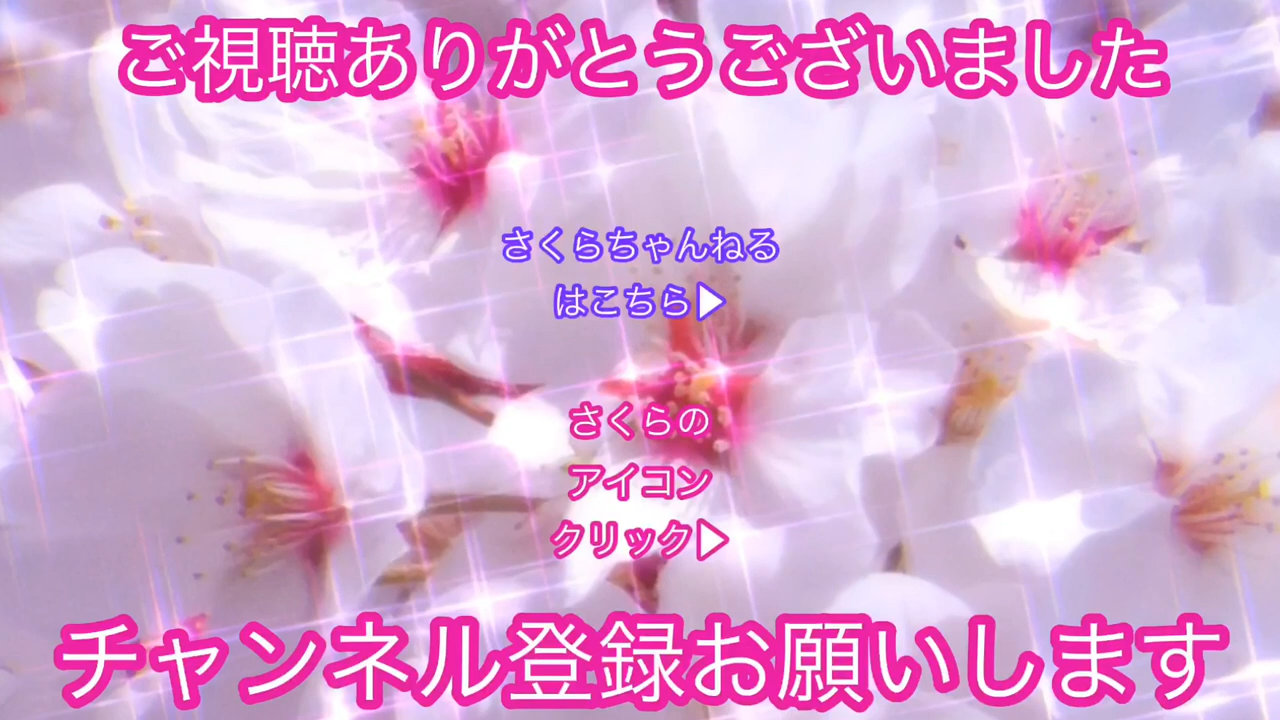 ご視聴ありがとうございました
さくらちゃんねる
はこちら▶
さくらの
アイコン
クリック▶
チャンネル登録お願いします